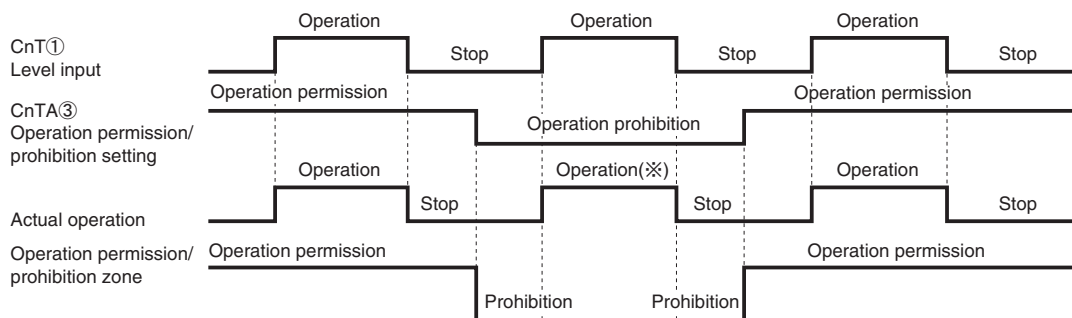 Operation Operation Operation
CnT① Stop Stop Stop
Level input
Operation permission Operation permission
CnTA③
Operation permission/ Operation prohibition
prohibition setting
Operation Operation(※) Operation
Stop Stop Stop
Actual operation
Operation permission/ Operation permission Operation permission
prohibition zone
Prohibition Prohibition